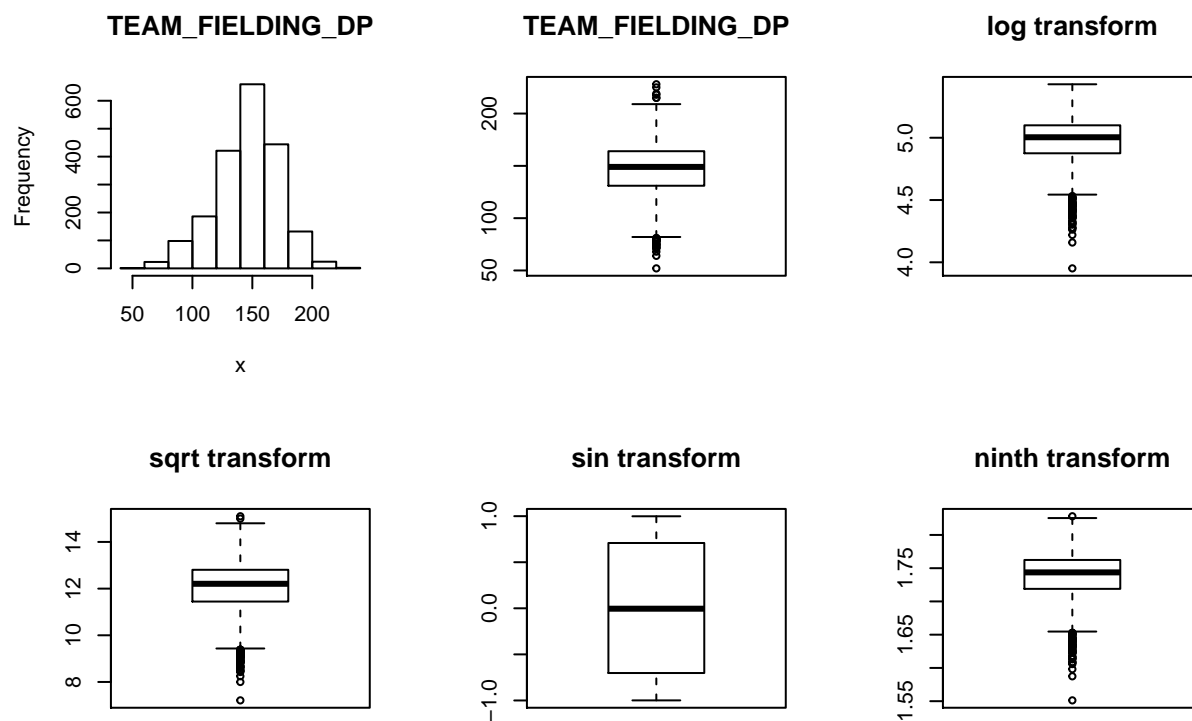 TEAM_FIELDING_DP
Frequency
600
400
200
0
50 100 150 200
x
TEAM_FIELDING_DP
200
100
50
log transform
5.0
4.5
4.0
sqrt transform
14
12
10
8
sin transform
1.0
0.0
−1.0
ninth transform
1.75
1.65
1.55